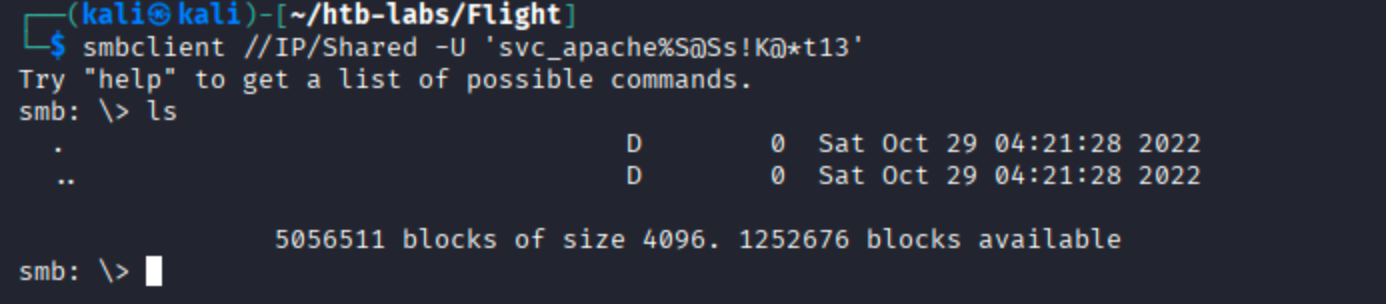 ┌──(kali㉿kali)-[~/htb-labs/Flight]
└─$ smbclient //IP/Shared -U 'svc_apache%S@Ss!K@*t13'
Try "help" to get a list of possible commands.
smb: \> ls
  .                                   D        0  Sat Oct 29 04:21:28 2022
  ..                                  D        0  Sat Oct 29 04:21:28 2022

                5056511 blocks of size 4096. 1252676 blocks available
smb: \>